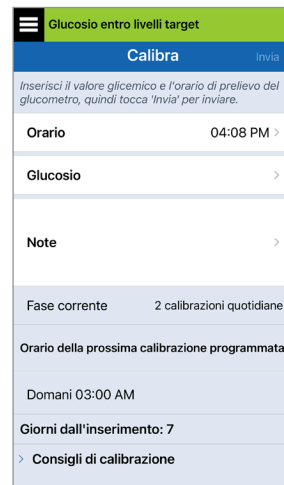 Glucosio entro livelli target
Calibra Invia
Inserisci il valore glicemico e l'orario di prelievo del
glucometro, quindi tocca 'Invia' per inviare.
Orario 04:08 PM >
Glucosio >
Note >
Fase corrente 2 calibrazioni quotidiane
Orario della prossima calibrazione programmata
Domani 03:00 AM
Giorni dall'inserimento: 7
> Consigli di calibrazione